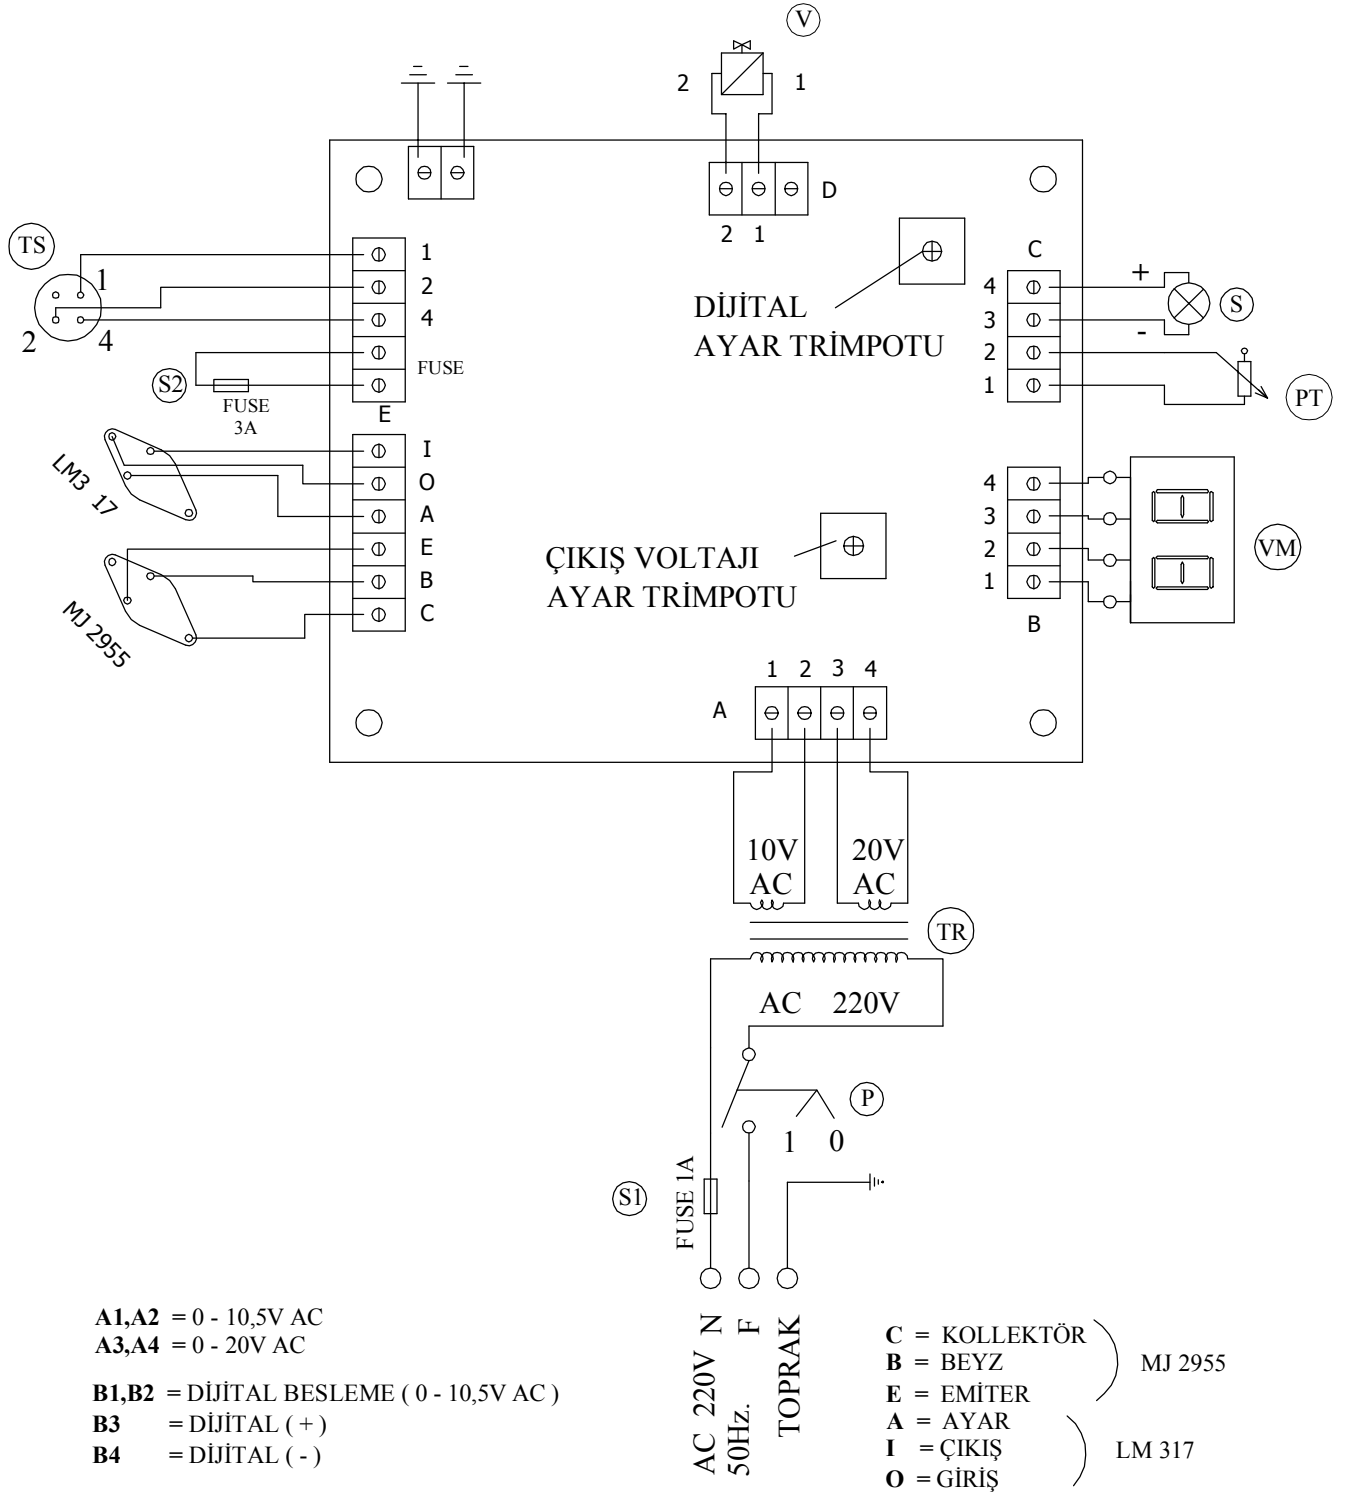 V
2 1
D
2 1
TS
1
2 4
1
2
4
FUSE
S2
FUSE
3A
E
DİJİTAL
AYAR TRİMPOTU
C
4
3
2
1
+
-
S
PT
LM3 17
I
O
A
E
B
C
MJ 2955
ÇIKIŞ VOLTAJI
AYAR TRİMPOTU
4
3
2
1
B
VM
1 2 3 4
A
10V
AC
20V
AC
TR
AC 220V
P
1 0
S1
FUSE 1A
AC 220V N
50Hz. F
TOPRAK
A1,A2 = 0 - 10,5V AC
A3,A4 = 0 - 20V AC
B1,B2 = DİJİTAL BESLEME ( 0 - 10,5V AC )
B3 = DİJİTAL ( + )
B4 = DİJİTAL ( - )
C = KOLLEKTÖR
B = BEYZ
E = EMİTER
MJ 2955
A = AYAR
I = ÇIKIŞ
O = GİRİŞ
LM 317